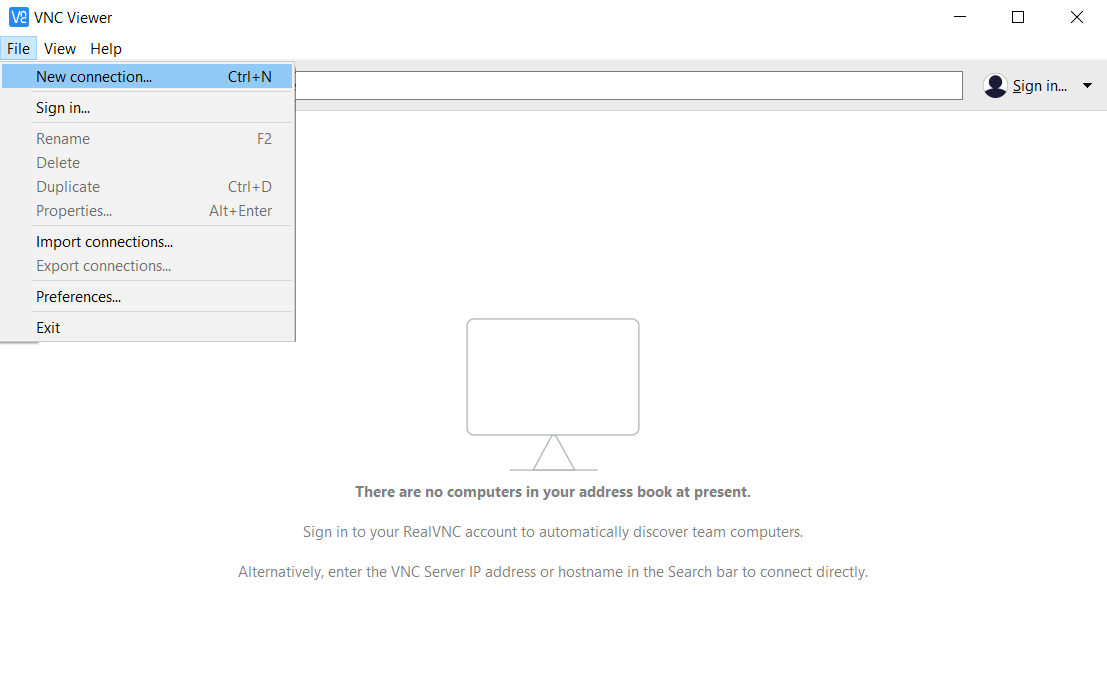 VNC Viewer
File View Help
New connection... Ctrl+N
Sign in...
Sign in...
Rename F2
Delete
Duplicate Ctrl+D
Properties... Alt+Enter
Import connections...
Export connections...
Preferences...
Exit
There are no computers in your address book at present.
Sign in to your RealVNC account to automatically discover team computers.
Alternatively, enter the VNC Server IP address or hostname in the Search bar to connect directly.